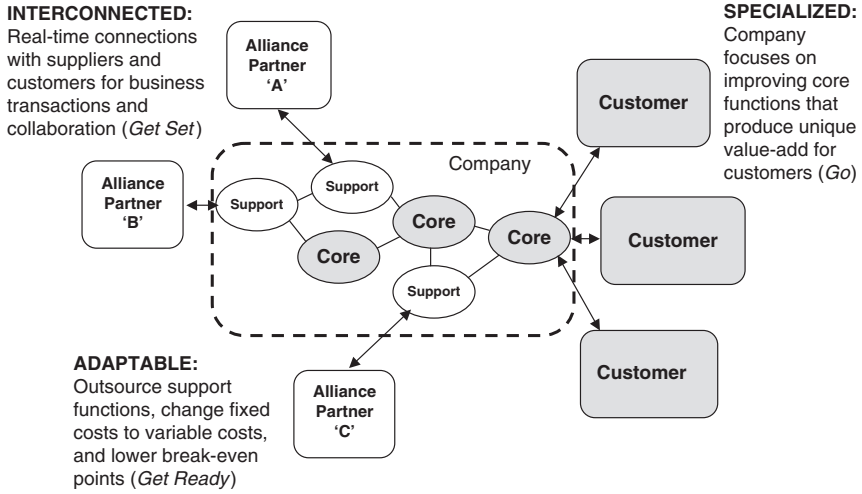 INTERCONNECTED:
Real-time connections
with suppliers and
customers for business
transactions and
collaboration (Get Set)
Alliance
Partner
‘A’
SPECIALIZED:
Company
focuses on
improving core
functions that
produce unique
value-add for
customers (Go)
Customer
Company
Alliance
Partner
‘B’
Support
Support
Core
Core
Core
Customer
Support
Customer
ADAPTABLE:
Outsource support
functions, change fixed
costs to variable costs,
and lower break-even
points (Get Ready)
Alliance
Partner
‘C’